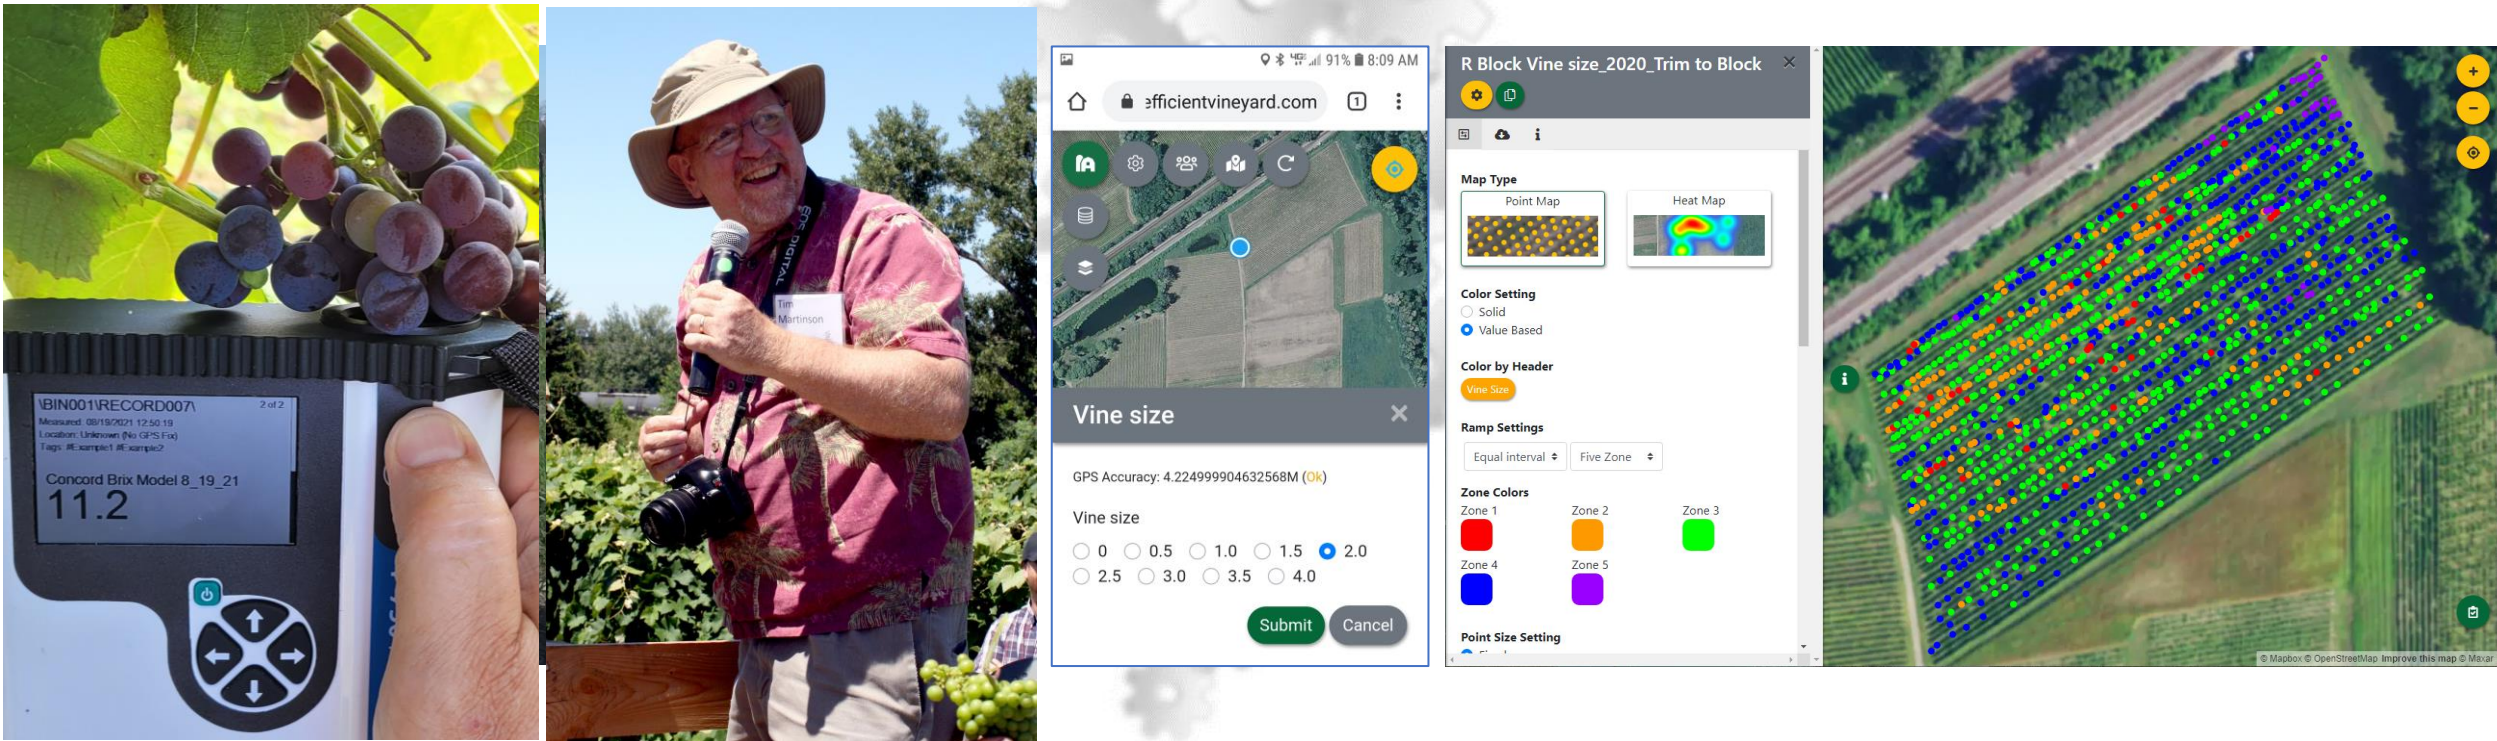 \BIN001\RECORD007\
2 of 2
Measured: 08/19/2021 12:50:19
Location: Unknown (No GPS Fix)
Tags: #Example1 #Example2
Concord Brix Model 8_19_21
11.2
EOS DIGITAL
Tim
Martinson
91% 8:09 AM
efficientvineyard.com
1
Vine size
GPS Accuracy: 4.224999904632568M (Ok)
Vine size
0 0.5 1.0 1.5 2.0
2.5 3.0 3.5 4.0
Submit Cancel
R Block Vine size_2020_Trim to Block
Map Type
Point Map Heat Map
Color Setting
Solid
Value Based
Color by Header
Vine Size
Ramp Settings
Equal interval Five Zone
Zone Colors
Zone 1 Zone 2 Zone 3
Zone 4 Zone 5
Point Size Setting
© Mapbox © OpenStreetMap Improve this map © Maxar